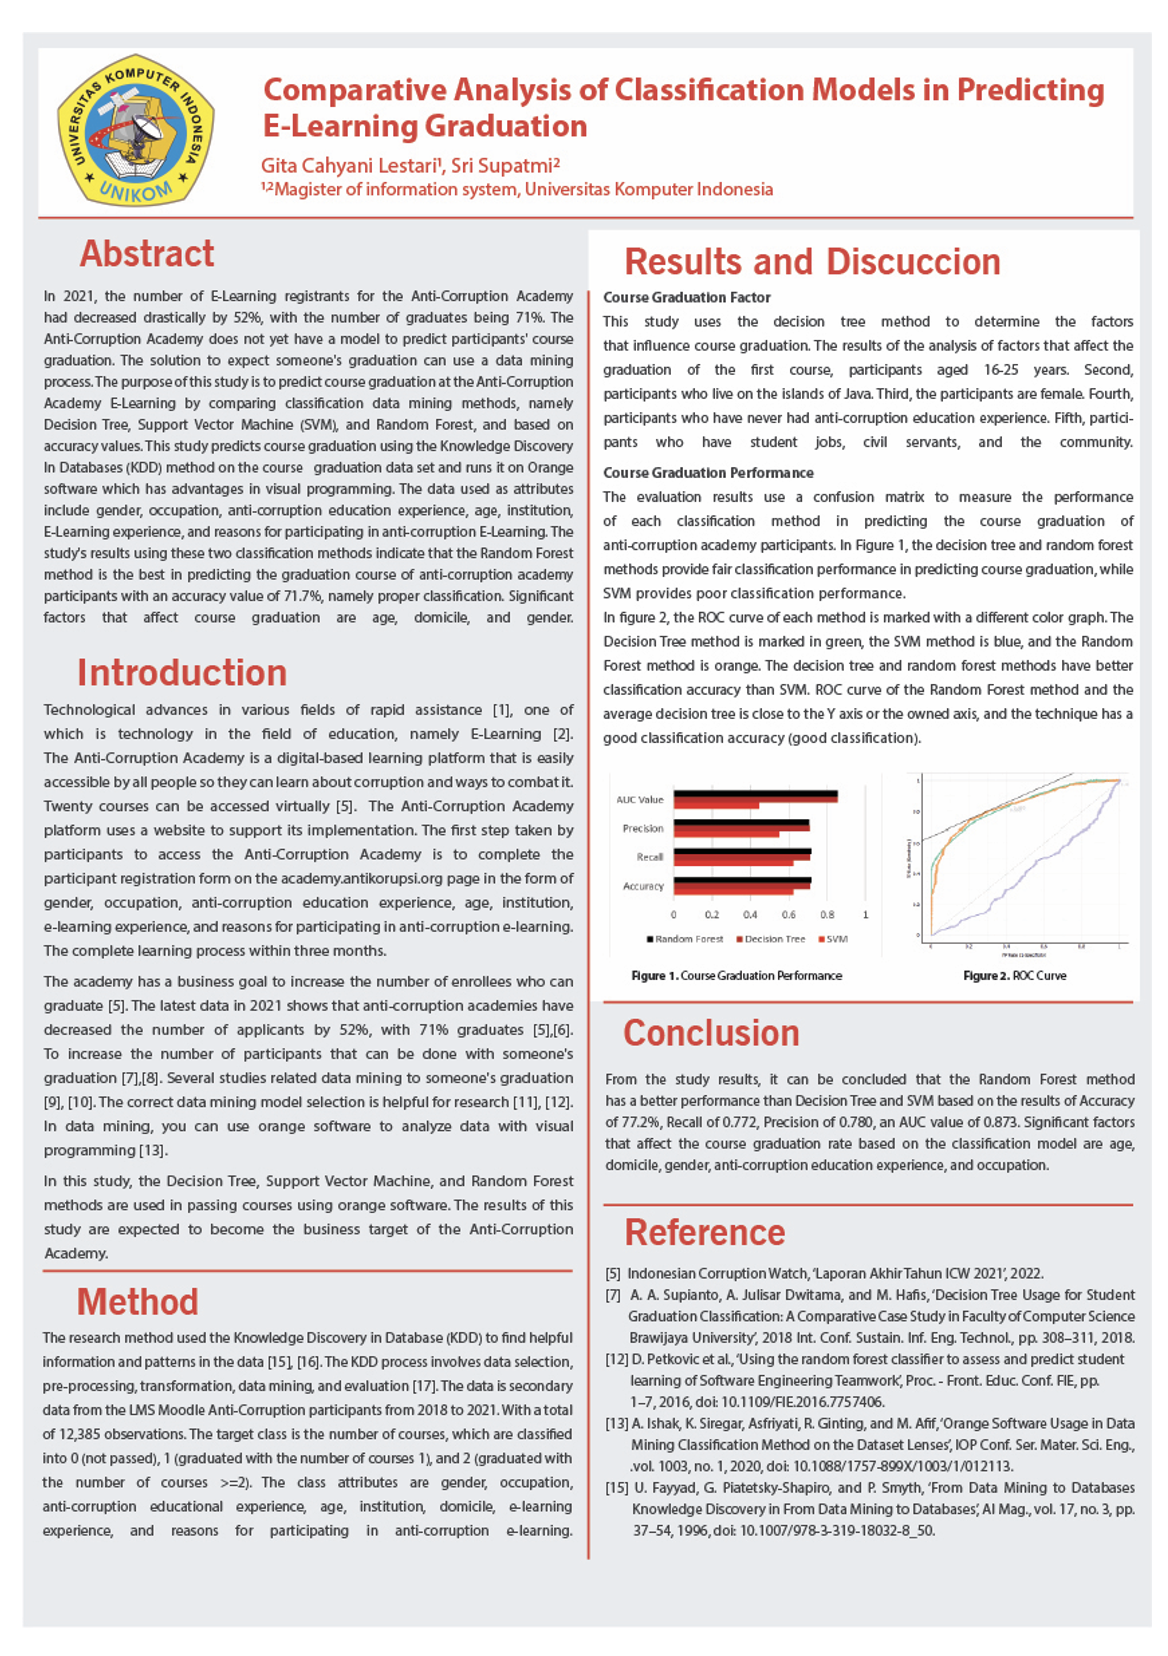 UNIVERSITAS KOMPUTER INDONESIA
UNIKOM
Comparative Analysis of Classification Models in Predicting
E-Learning Graduation
Gita Cahyani Lestari¹, Sri Supatmi²
¹,²Magister of information system, Universitas Komputer Indonesia
Abstract
In 2021, the number of E-Learning registrants for the Anti-Corruption Academy
had decreased drastically by 52%, with the number of graduates being 71%. The
Anti-Corruption Academy does not yet have a model to predict participants' course
graduation. The solution to expect someone's graduation can use a data mining
process. The purpose of this study is to predict course graduation at the Anti-Corruption
Academy E-Learning by comparing classification data mining methods, namely
Decision Tree, Support Vector Machine (SVM), and Random Forest, and based on
accuracy values. This study predicts course graduation using the Knowledge Discovery
In Databases (KDD) method on the course graduation data set and runs it on Orange
software which has advantages in visual programming. The data used as attributes
include gender, occupation, anti-corruption education experience, age, institution,
E-Learning experience, and reasons for participating in anti-corruption E-Learning. The
study's results using these two classification methods indicate that the Random Forest
method is the best in predicting the graduation course of anti-corruption academy
participants with an accuracy value of 71.7%, namely proper classification. Significant
factors that affect course graduation are age, domicile, and gender.
Introduction
Technological advances in various fields of rapid assistance [1], one of
which is technology in the field of education, namely E-Learning [2].
The Anti-Corruption Academy is a digital-based learning platform that is easily
accessible by all people so they can learn about corruption and ways to combat it.
Twenty courses can be accessed virtually [5]. The Anti-Corruption Academy
platform uses a website to support its implementation. The first step taken by
participants to access the Anti-Corruption Academy is to complete the
participant registration form on the academy.antikorupsi.org page in the form of
gender, occupation, anti-corruption education experience, age, institution,
e-learning experience, and reasons for participating in anti-corruption e-learning.
The complete learning process within three months.
The academy has a business goal to increase the number of enrollees who can
graduate [5]. The latest data in 2021 shows that anti-corruption academies have
decreased the number of applicants by 52%, with 71% graduates [5],[6].
To increase the number of participants that can be done with someone's
graduation [7],[8]. Several studies related data mining to someone's graduation
[9], [10]. The correct data mining model selection is helpful for research [11], [12].
In data mining, you can use orange software to analyze data with visual
programming [13].
In this study, the Decision Tree, Support Vector Machine, and Random Forest
methods are used in passing courses using orange software. The results of this
study are expected to become the business target of the Anti-Corruption
Academy.
Method
The research method used the Knowledge Discovery in Database (KDD) to find helpful
information and patterns in the data [15], [16]. The KDD process involves data selection,
pre-processing, transformation, data mining, and evaluation [17]. The data is secondary
data from the LMS Moodle Anti-Corruption participants from 2018 to 2021. With a total
of 12,385 observations. The target class is the number of courses, which are classified
into 0 (not passed), 1 (graduated with the number of courses 1), and 2 (graduated with
the number of courses >=2). The class attributes are gender, occupation,
anti-corruption educational experience, age, institution, domicile, e-learning
experience, and reasons for participating in anti-corruption e-learning.
Results and Discuccion
Course Graduation Factor
This study uses the decision tree method to determine the factors
that influence course graduation. The results of the analysis of factors that affect the
graduation of the first course, participants aged 16-25 years. Second,
participants who live on the islands of Java. Third, the participants are female. Fourth,
participants who have never had anti-corruption education experience. Fifth, partici-
pants who have student jobs, civil servants, and the community.
Course Graduation Performance
The evaluation results use a confusion matrix to measure the performance
of each classification method in predicting the course graduation of
anti-corruption academy participants. In Figure 1, the decision tree and random forest
methods provide fair classification performance in predicting course graduation, while
SVM provides poor classification performance.
In figure 2, the ROC curve of each method is marked with a different color graph. The
Decision Tree method is marked in green, the SVM method is blue, and the Random
Forest method is orange. The decision tree and random forest methods have better
classification accuracy than SVM. ROC curve of the Random Forest method and the
average decision tree is close to the Y axis or the owned axis, and the technique has a
good classification accuracy (good classification).
AUC Value
Precision
Recall
Accuracy
0 0.2 0.4 0.6 0.8 1
Random Forest Decision Tree SVM
Figure 1. Course Graduation Performance
Figure 2. ROC Curve
Conclusion
From the study results, it can be concluded that the Random Forest method
has a better performance than Decision Tree and SVM based on the results of Accuracy
of 77.2%, Recall of 0.772, Precision of 0.780, an AUC value of 0.873. Significant factors
that affect the course graduation rate based on the classification model are age,
domicile, gender, anti-corruption education experience, and occupation.
Reference
[5] Indonesian Corruption Watch, ‘Laporan Akhir Tahun ICW 2021’, 2022.
[7] A. A. Supianto, A. Julisar Dwitama, and M. Hafis, ‘Decision Tree Usage for Student
Graduation Classification: A Comparative Case Study in Faculty of Computer Science
Brawijaya University’, 2018 Int. Conf. Sustain. Inf. Eng. Technol., pp. 308–311, 2018.
[12] D. Petkovic et al., ‘Using the random forest classifier to assess and predict student
learning of Software Engineering Teamwork’, Proc. - Front. Educ. Conf. FIE, pp.
1–7, 2016, doi: 10.1109/FIE.2016.7757406.
[13] A. Ishak, K. Siregar, Asfriyati, R. Ginting, and M. Afif, ‘Orange Software Usage in Data
Mining Classification Method on the Dataset Lenses’, IOP Conf. Ser. Mater. Sci. Eng.,
.vol. 1003, no. 1, 2020, doi: 10.1088/1757-899X/1003/1/012113.
[15] U. Fayyad, G. Piatetsky-Shapiro, and P. Smyth, ‘From Data Mining to Databases
Knowledge Discovery in From Data Mining to Databases’, AI Mag., vol. 17, no. 3, pp.
37–54, 1996, doi: 10.1007/978-3-319-18032-8_50.